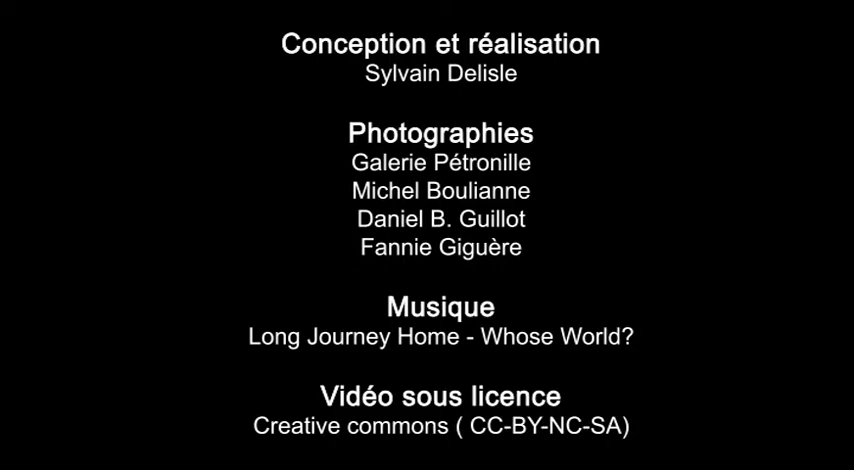 Conception et réalisation
Sylvain Delisle
Photographies
Galerie Pétronille
Michel Boulianne
Daniel B. Guillot
Fannie Giguère
Musique
Long Journey Home - Whose World?
Vidéo sous licence
Creative commons ( CC-BY-NC-SA)